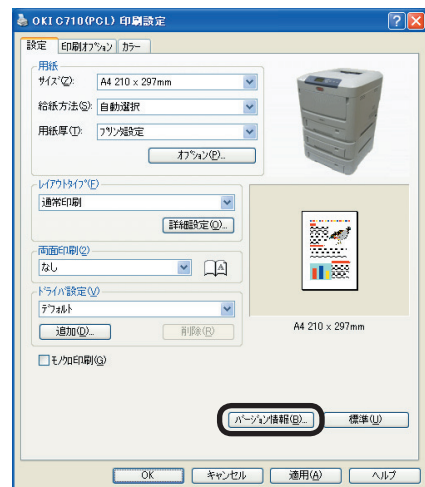 OKI C710(PCL) 印刷設定
設定 印刷オプション カラー
用紙
サイズ(Z): A4 210 x 297mm
給紙方法(S): 自動選択
用紙厚(T): プリンタ設定
オプション(P)...
レイアウトタイプ(E)
通常印刷
詳細設定(O)...
両面印刷(2)
なし
A
ドライバ設定(V)
デフォルト
追加(D)... 削除(R)
A4 210 x 297mm
モノクロ印刷(G)
バージョン情報(B)... 標準(U)
OK キャンセル 適用(A) ヘルプ